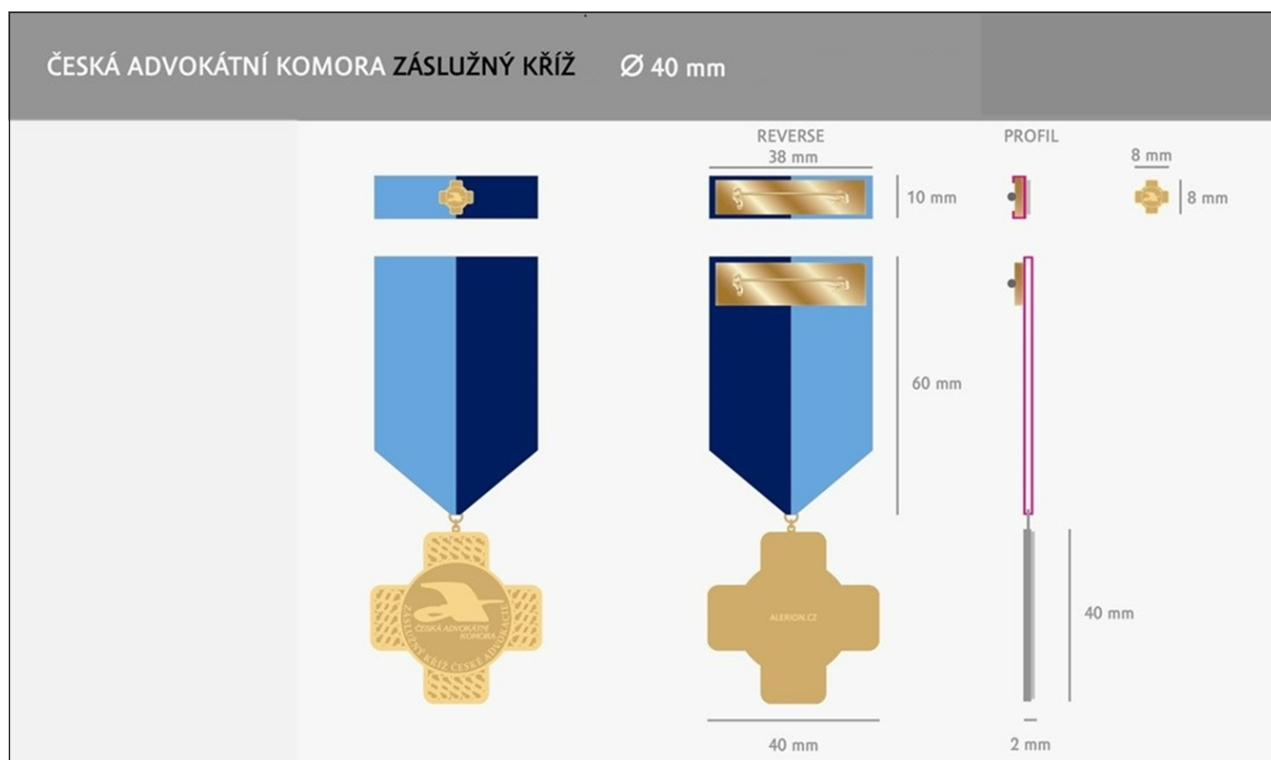 ČESKÁ ADVOKÁTNÍ KOMORA ZÁSLUŽNÝ KŘÍŽ Ø 40 mm
REVERSE
38 mm
PROFIL
8 mm
10 mm
8 mm
60 mm
ČESKÁ ADVOKÁTNÍ
KOMORA
ZÁSLUŽNÝ KŘÍŽ ČESKÉ ADVOKACIE
ALERION.CZ
40 mm
40 mm
2 mm